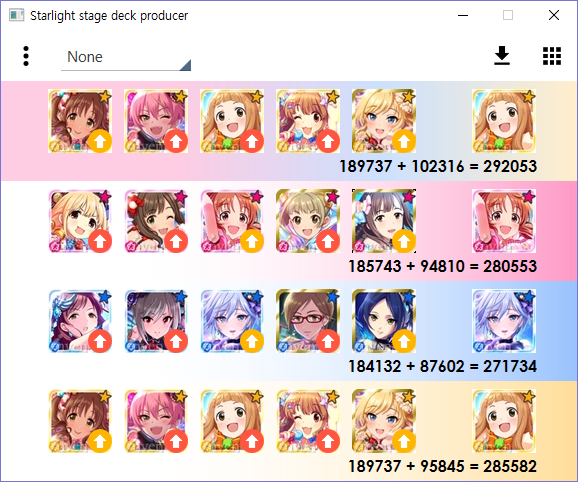 Starlight stage deck producer
None
189737 + 102316 = 292053
185743 + 94810 = 280553
184132 + 87602 = 271734
189737 + 95845 = 285582